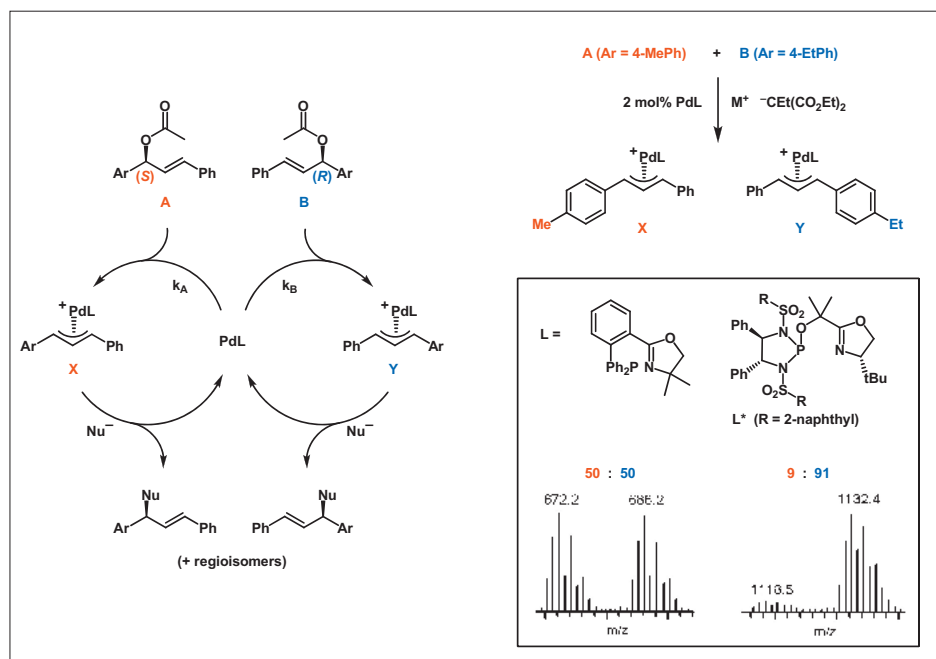 O
O
O
O
Ar
(S)
Ph
Ph
(R)
Ar
A
B
kA
kB
+
PdL
Ar
Ph
X
PdL
+
PdL
Ph
Ar
Y
Nu−
Nu−
Nu
Nu
Ar
Ph
Ph
Ar
(+ regioisomers)
A (Ar = 4-MePh) + B (Ar = 4-EtPh)
2 mol% PdL M+ −CEt(CO2Et)2
+
PdL
Ph
Me
X
+
PdL
Ph
Et
Y
L =
Ph2P
O
N
R
SO2
Ph
N
P
O
O
N
Ph
N
O2S
R
tBu
L* (R = 2-naphthyl)
50 : 50
9 : 91
672.2
686.2
m/z
1118.5
1132.4
m/z